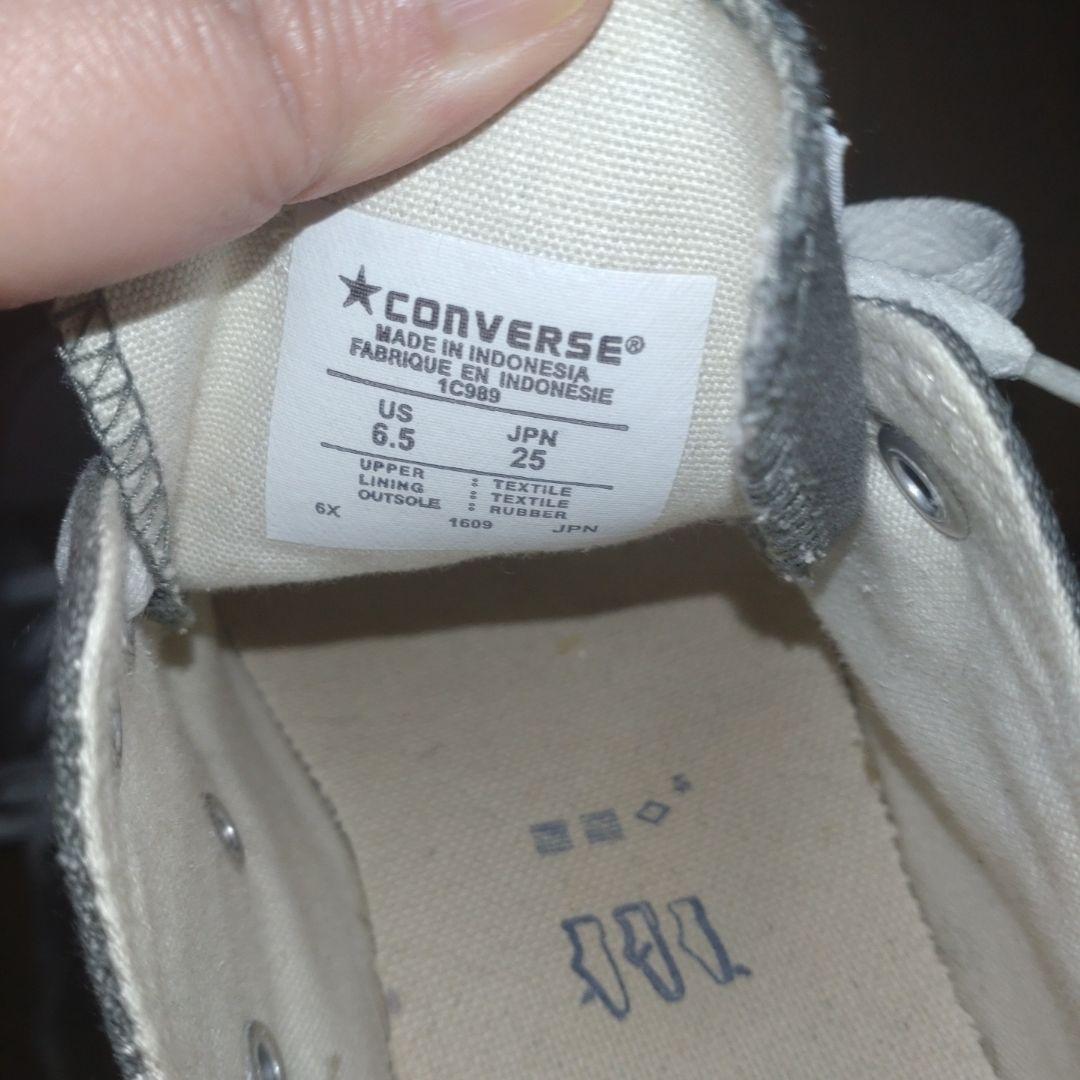 ★CONVERSE®
MADE IN INDONESIA
FABRIQUE EN INDONÉSIE
1C989
US JPN
6.5 25
UPPER : TEXTILE
LINING : TEXTILE
OUTSOLE : RUBBER
6X 1609 JPN